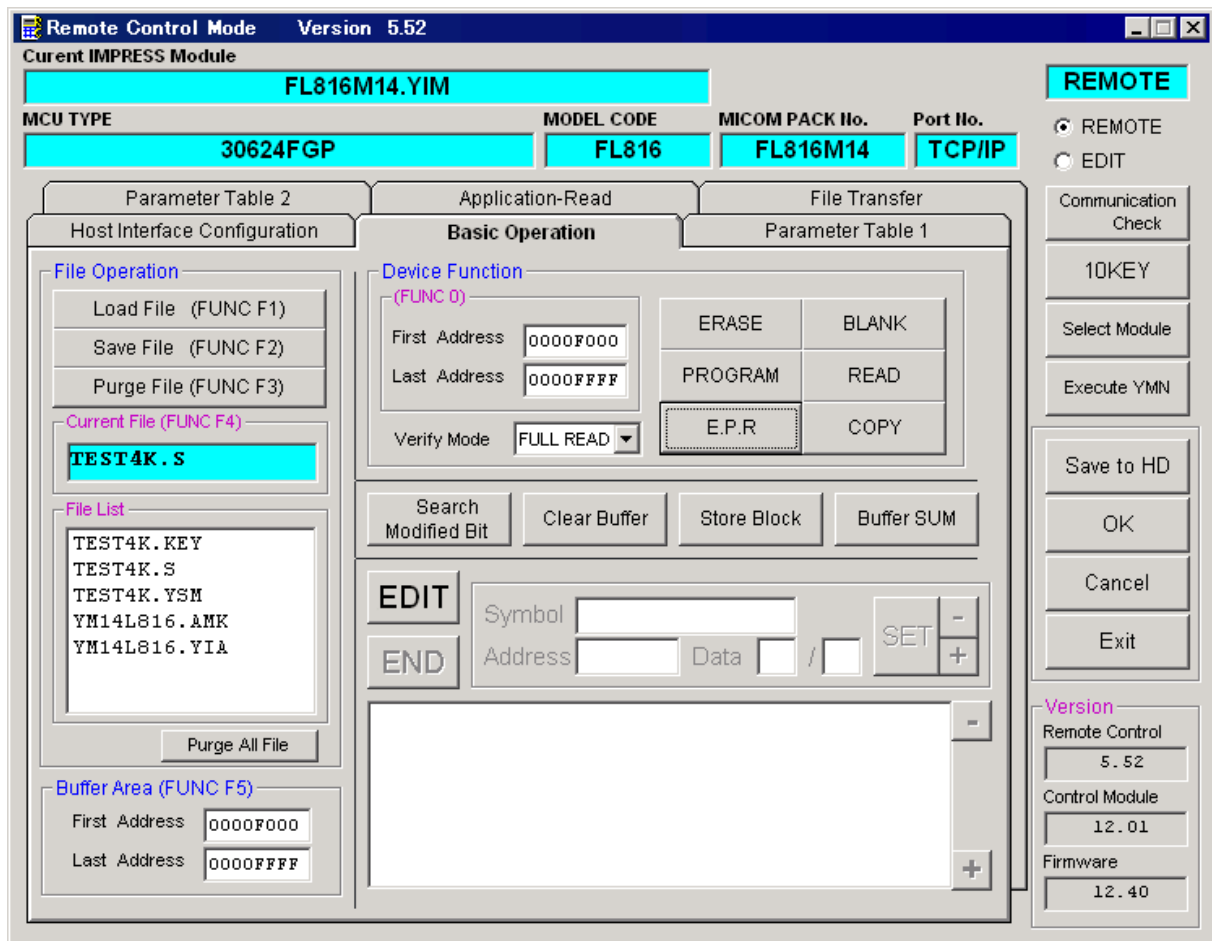 Remote Control Mode Version 5.52
Curent IMPRESS Module
FL816M14.YIM
REMOTE
MCU TYPE
MODEL CODE
MICOM PACK No.
Port No.
30624FGP
FL816
FL816M14
TCP/IP
REMOTE
EDIT
Parameter Table 2
Application-Read
File Transfer
Host Interface Configuration
Basic Operation
Parameter Table 1
File Operation
Load File (FUNC F1)
Save File (FUNC F2)
Purge File (FUNC F3)
Current File (FUNC F4)
TEST4K.S
File List
TEST4K.KEY
TEST4K.S
TEST4K.YSM
YM14L816.AMK
YM14L816.YIA
Purge All File
Buffer Area (FUNC F5)
First Address 0000F000
Last Address 0000FFFF
Device Function
(FUNC 0)
First Address 0000F000
Last Address 0000FFFF
Verify Mode FULL READ
ERASE
BLANK
PROGRAM
READ
E.P.R
COPY
Search
Modified Bit
Clear Buffer
Store Block
Buffer SUM
EDIT
END
Symbol
Address
Data /
SET
-
+
-
+
Communication
Check
10KEY
Select Module
Execute YMN
Save to HD
OK
Cancel
Exit
Version
Remote Control
5.52
Control Module
12.01
Firmware
12.40